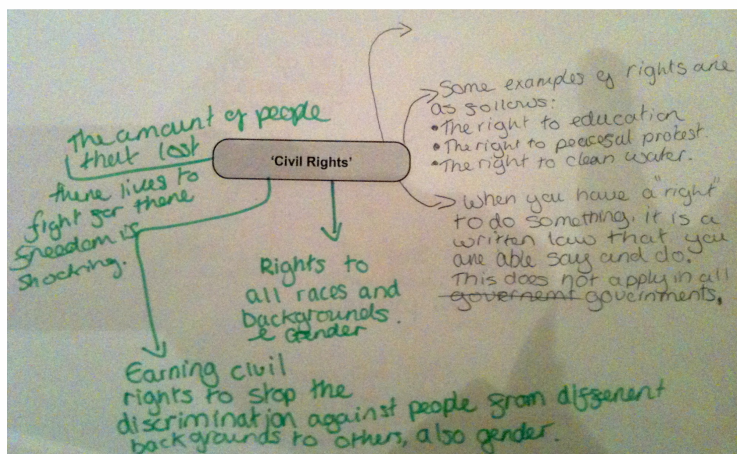 Some examples of rights are
as follows:
•The right to education
•The right to peacesal protest.
•The right to clean water.
The amount of people
that lost
there lives to
fight for there
freedom is
shocking.
'Civil Rights'
When you have a "right"
to do something, it is a
written law that you
are able say and do.
This does not apply in all
governemt governments.
Rights to
all races and
backgrounds.
& Gender
Earning civil
rights to stop the
discrimination against people from different
backgrounds to others, also gender.